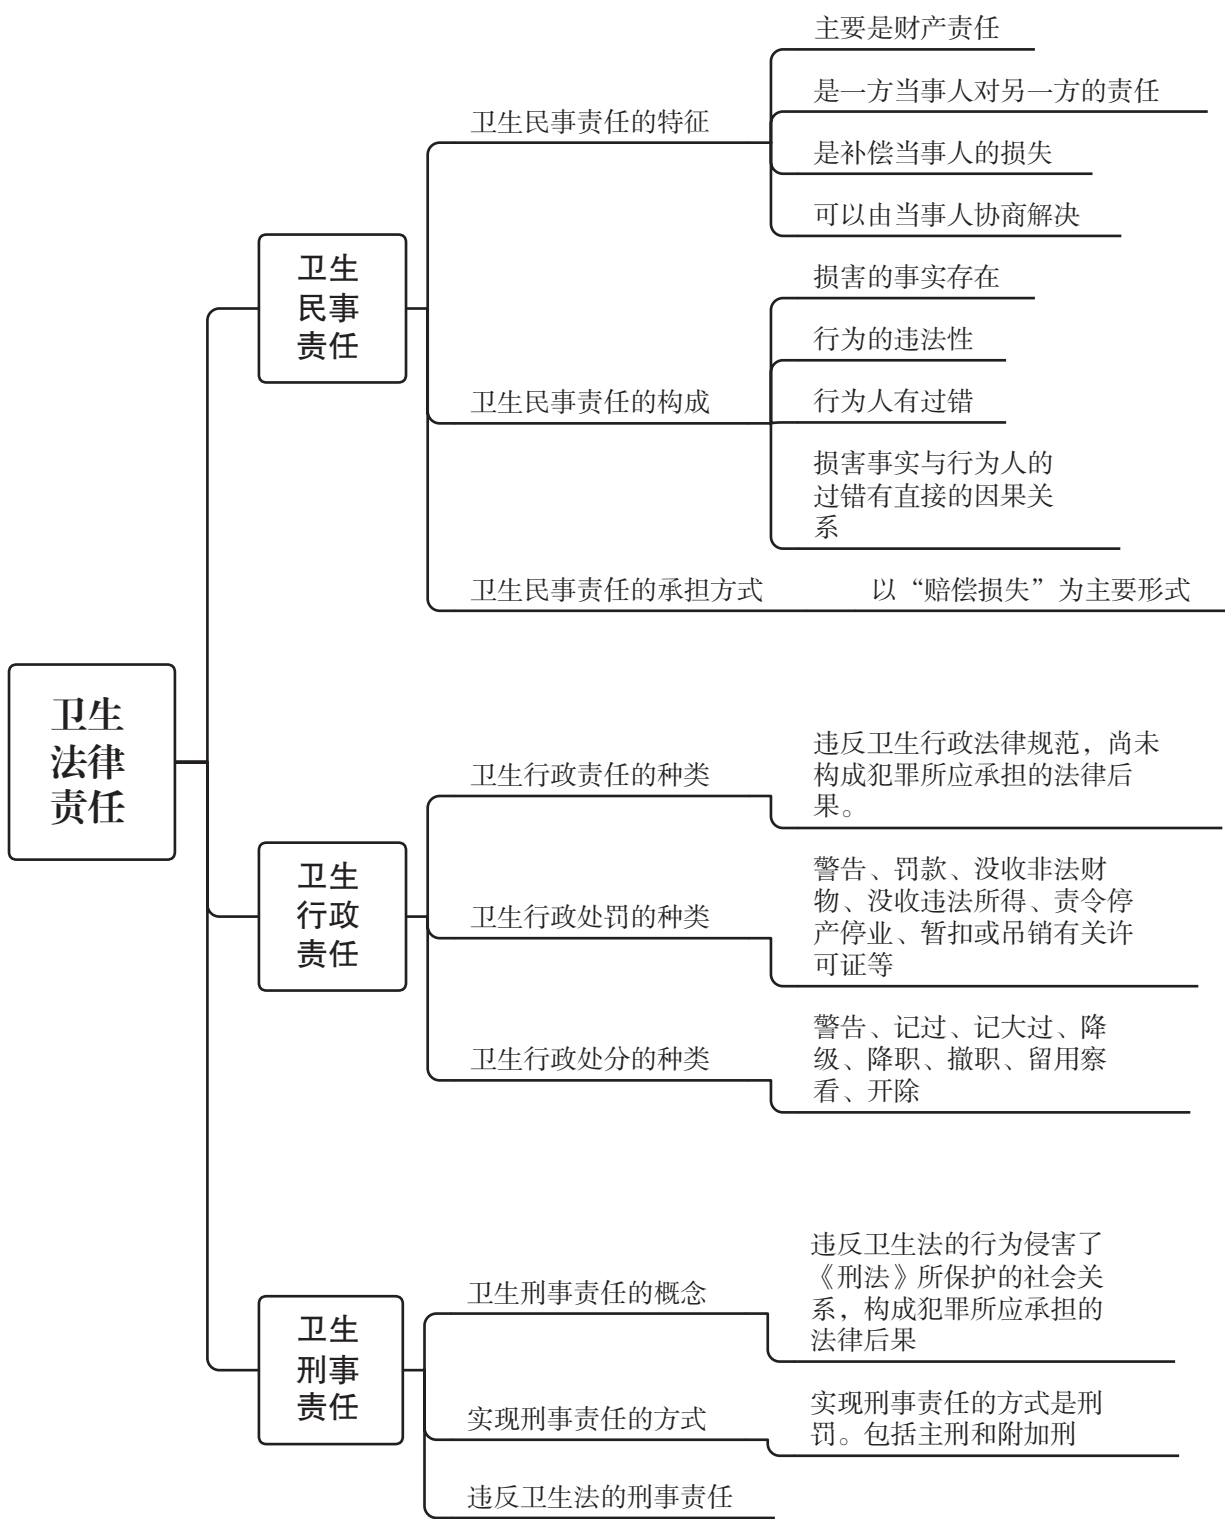 卫生
法律
责任
卫生
民事
责任
卫生民事责任的特征
主要是财产责任
是一方当事人对另一方的责任
是补偿当事人的损失
可以由当事人协商解决
卫生民事责任的构成
损害的事实存在
行为的违法性
行为人有过错
损害事实与行为人的
过错有直接的因果关
系
卫生民事责任的承担方式
以“赔偿损失”为主要形式
卫生
行政
责任
卫生行政责任的种类
违反卫生行政法律规范，尚未
构成犯罪所应承担的法律后
果。
卫生行政处罚的种类
警告、罚款、没收非法财
物、没收违法所得、责令停
产停业、暂扣或吊销有关许
可证等
卫生行政处分的种类
警告、记过、记大过、降
级、降职、撤职、留用察
看、开除
卫生
刑事
责任
卫生刑事责任的概念
违反卫生法的行为侵害了
《刑法》所保护的社会关
系，构成犯罪所应承担的
法律后果
实现刑事责任的方式
实现刑事责任的方式是刑
罚。包括主刑和附加刑
违反卫生法的刑事责任